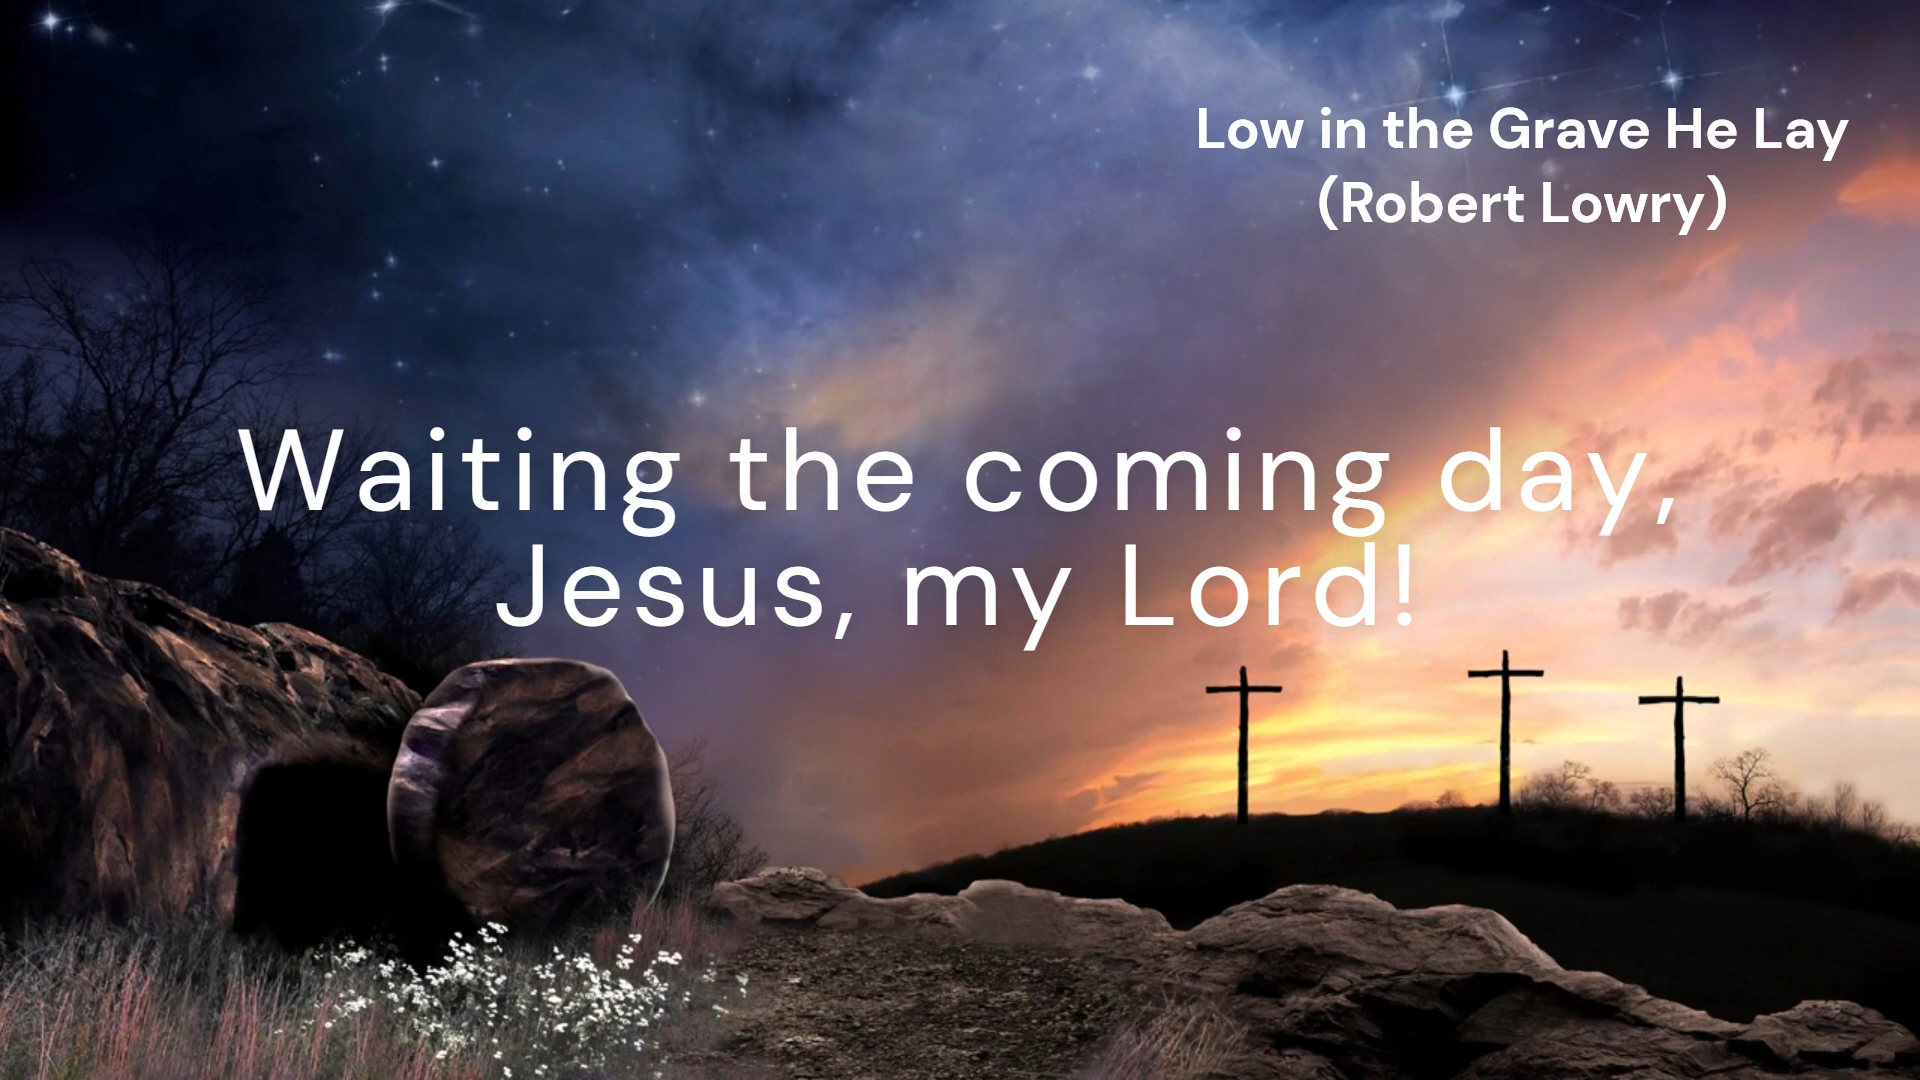 Low in the Grave He Lay
(Robert Lowry)
Waiting the coming day,
Jesus, my Lord!